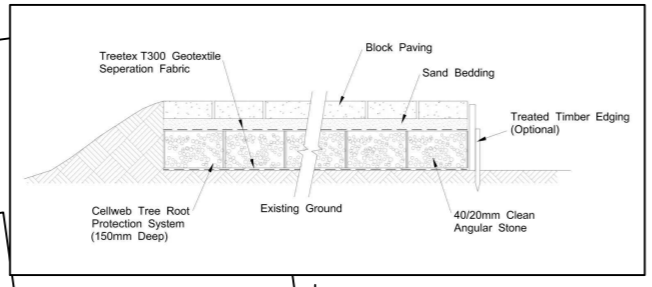 Block Paving
Treetex T300 Geotextile
Seperation Fabric
Sand Bedding
Treated Timber Edging
(Optional)
Cellweb Tree Root
Protection System
(150mm Deep)
Existing Ground
40/20mm Clean
Angular Stone